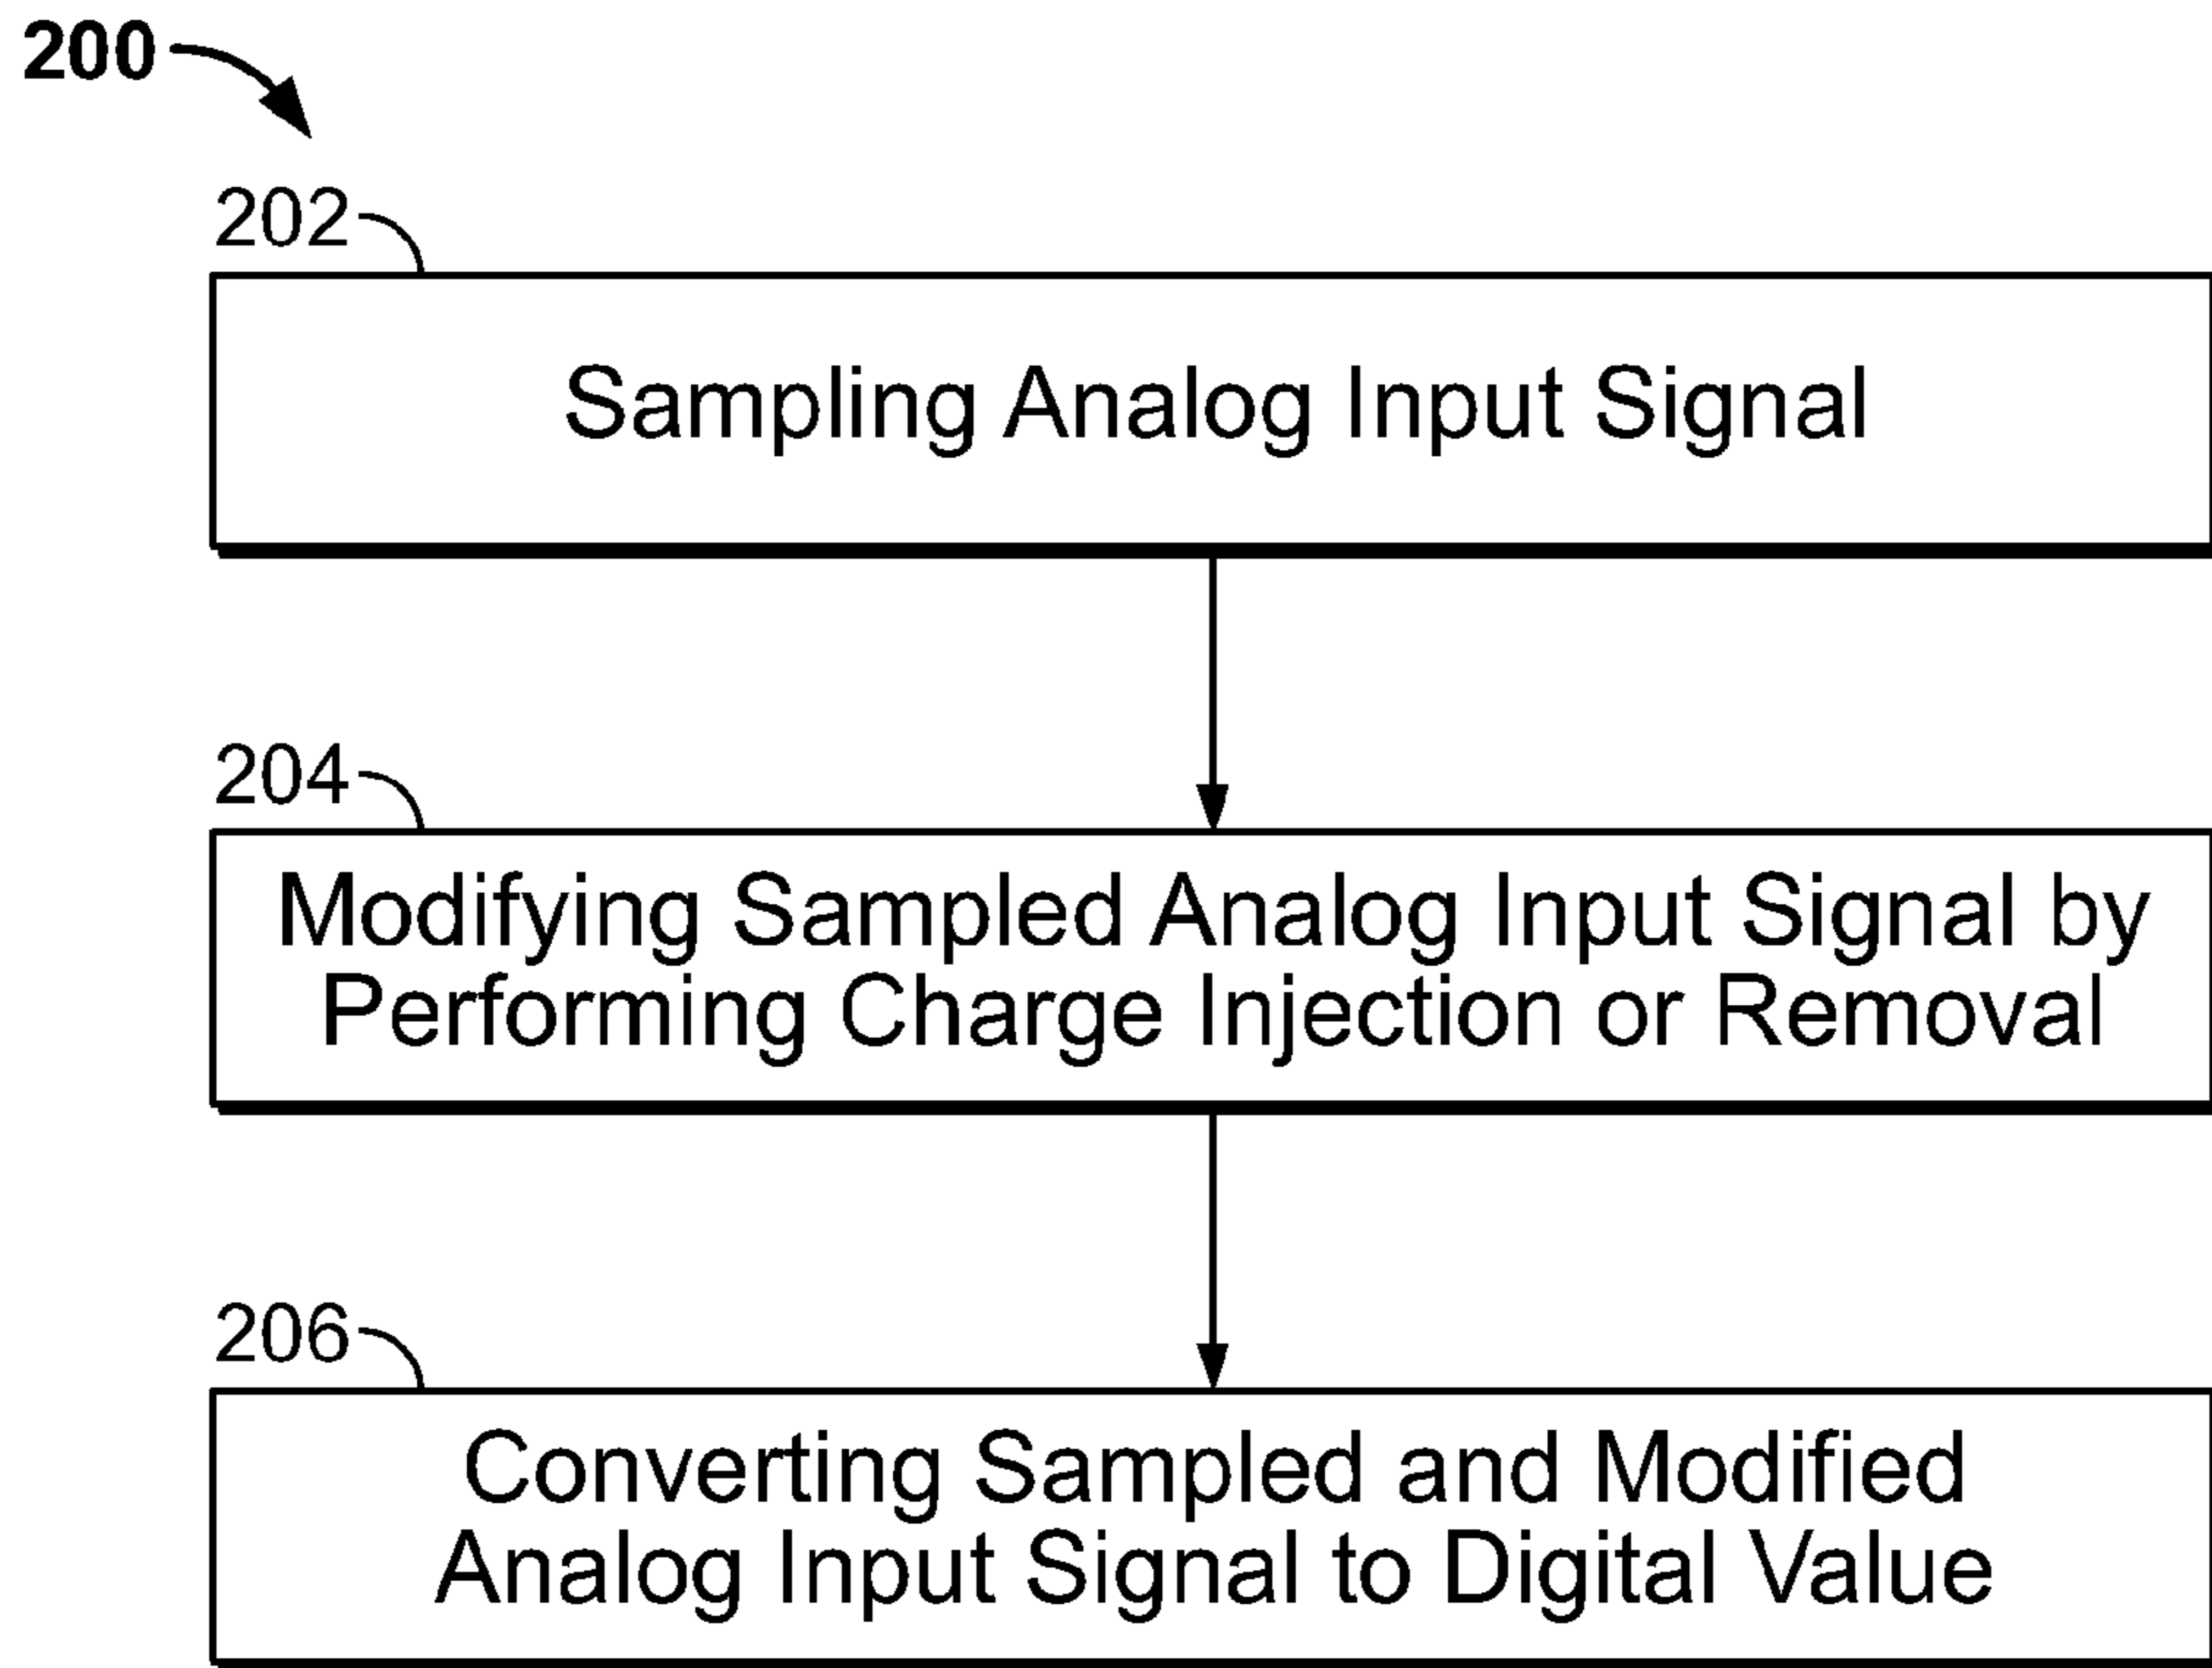 200
202
Sampling Analog Input Signal
204
Modifying Sampled Analog Input Signal by
Performing Charge Injection or Removal
206
Converting Sampled and Modified
Analog Input Signal to Digital Value